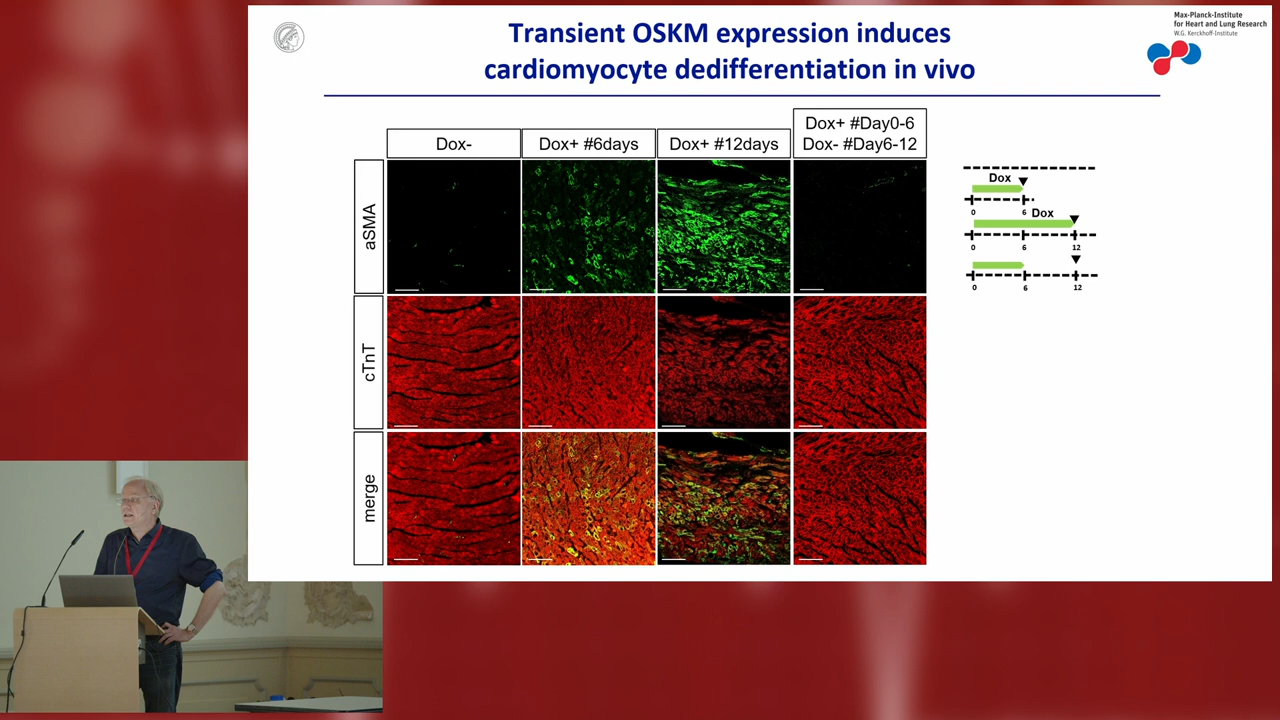 Transient OSKM expression induces
cardiomyocyte dedifferentiation in vivo
Max-Planck-Institute
for Heart and Lung Research
W.G. Kerckhoff-Institute
Dox-
Dox+ #6days
Dox+ #12days
Dox+ #Day0-6
Dox- #Day6-12
aSMA
cTnT
merge
Dox
0 6
Dox
0 6 12
0 6 12